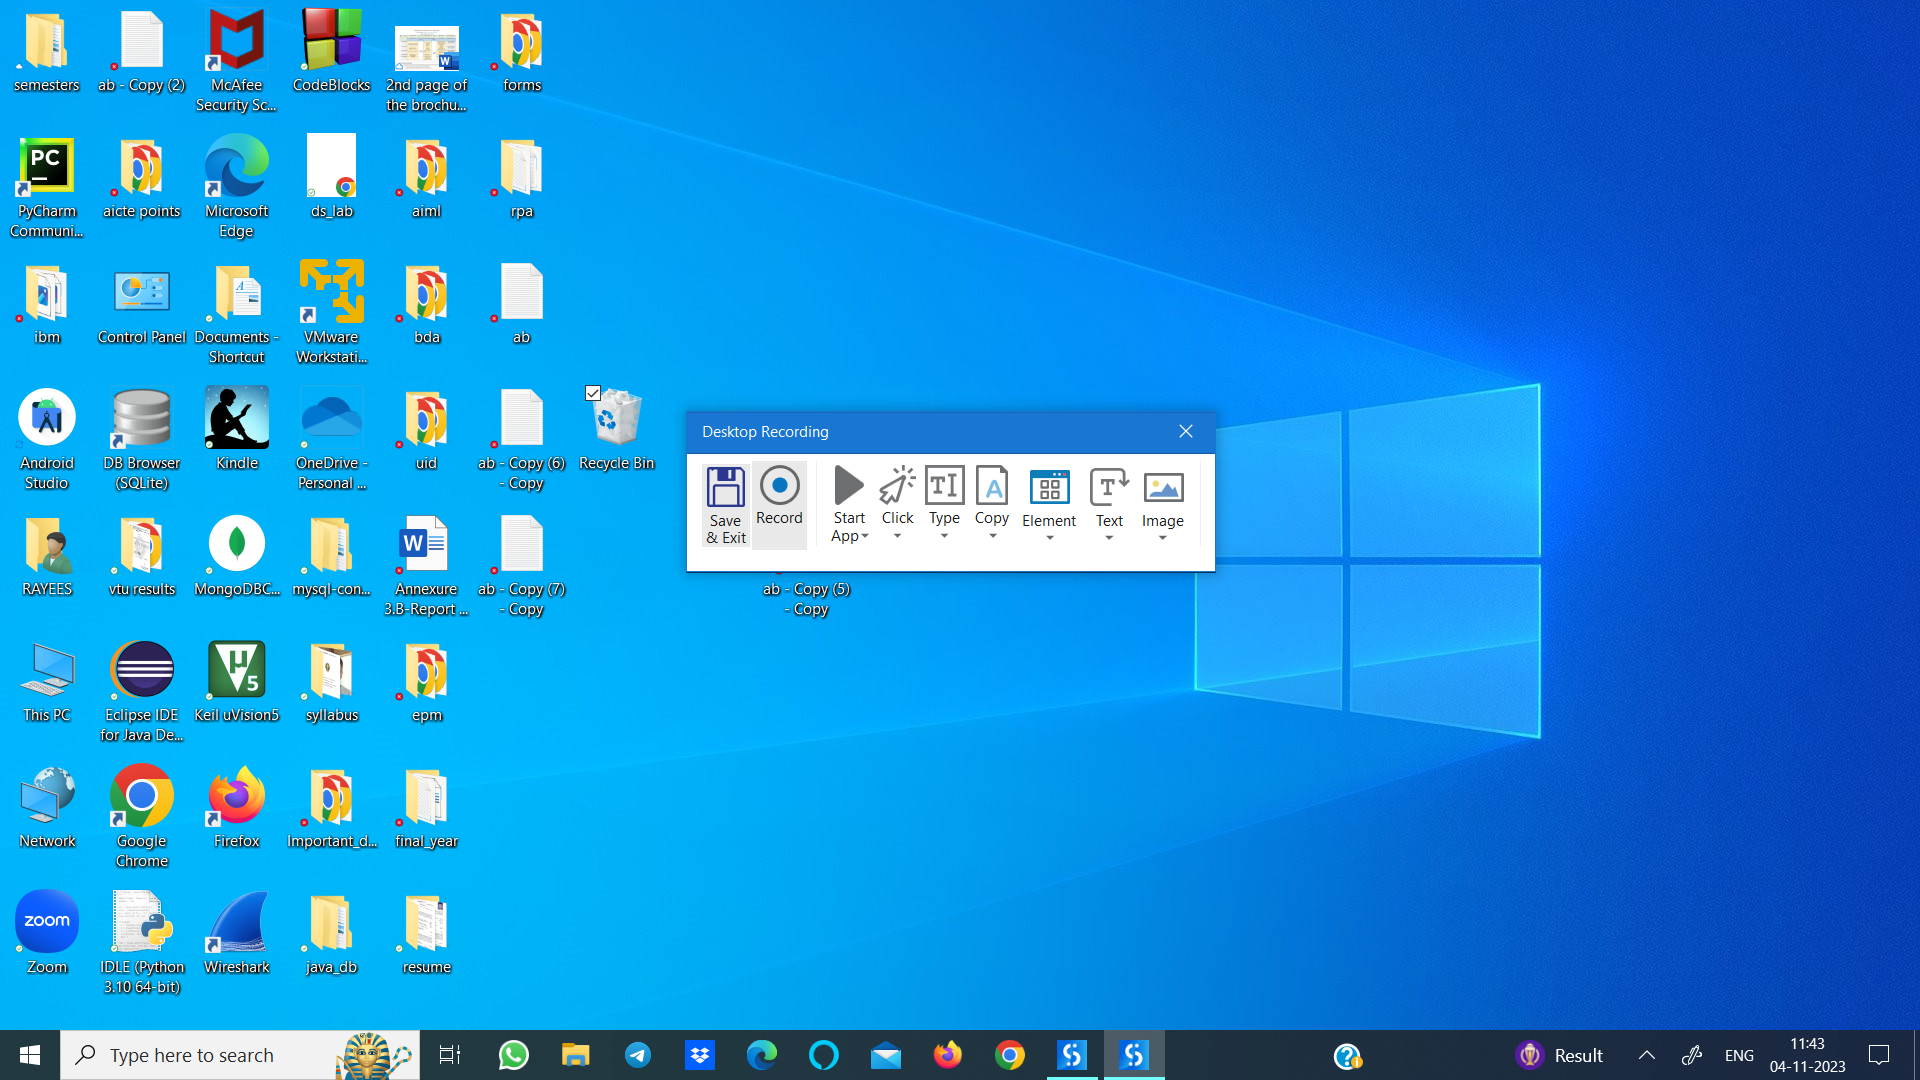 semesters
ab - Copy (2)
McAfee
Security Sc...
CodeBlocks
2nd page of
the brochu...
forms
PC
PyCharm
Communi...
aicte points
Microsoft
Edge
ds_lab
aiml
rpa
ibm
Control Panel
Documents -
Shortcut
VMware
Workstati...
bda
ab
Android
Studio
DB Browser
(SQLite)
Kindle
OneDrive -
Personal ...
uid
ab - Copy (6)
- Copy
Recycle Bin
Desktop Recording
Save
& Exit
Record
Start
App
Click
Type
Copy
Element
Text
Image
RAYEES
vtu results
MongoDBC...
mysql-con...
Annexure
3.B-Report ...
ab - Copy (7)
- Copy
ab - Copy (5)
- Copy
This PC
Eclipse IDE
for Java De...
Keil uVision5
syllabus
epm
Network
Google
Chrome
Firefox
Important_d...
final_year
zoom
Zoom
IDLE (Python
3.10 64-bit)
Wireshark
java_db
resume
Type here to search
Result
ENG
11:43
04-11-2023